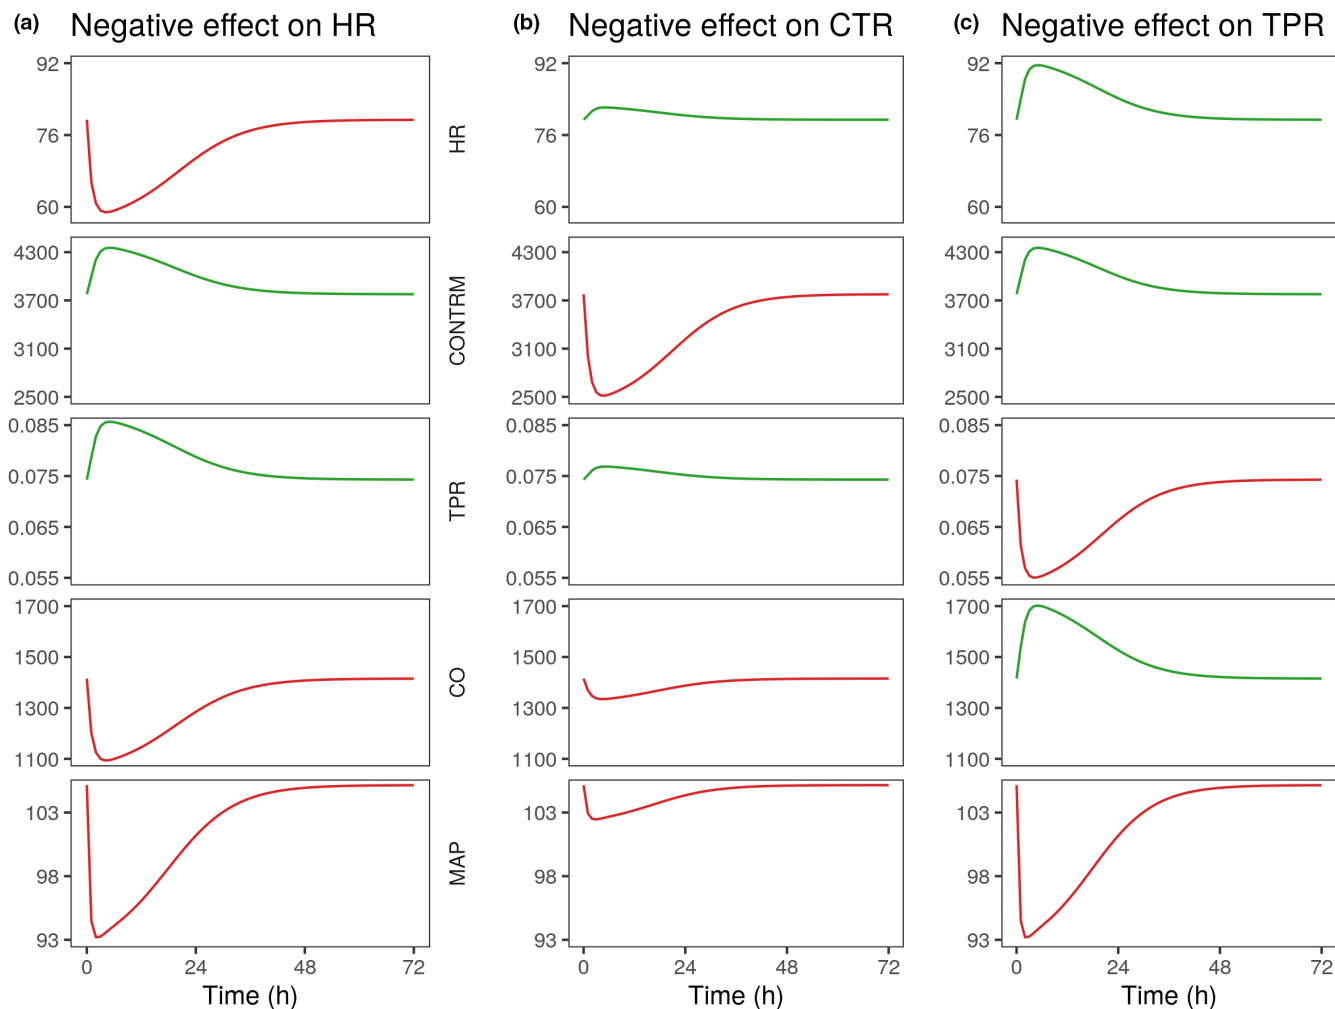 (a) Negative effect on HR (b) Negative effect on CTR (c) Negative effect on TPR
92 92 92
76 76 76
60 60 60
HR
4300 4300 4300
3700 3700 3700
3100 3100 3100
2500 2500 2500
CONTRM
0.085 0.085 0.085
0.075 0.075 0.075
0.065 0.065 0.065
0.055 0.055 0.055
TPR
1700 1700 1700
1500 1500 1500
1300 1300 1300
1100 1100 1100
CO
103 103 103
98 98 98
93 93 93
MAP
0 24 48 72 0 24 48 72 0 24 48 72
Time (h) Time (h) Time (h)